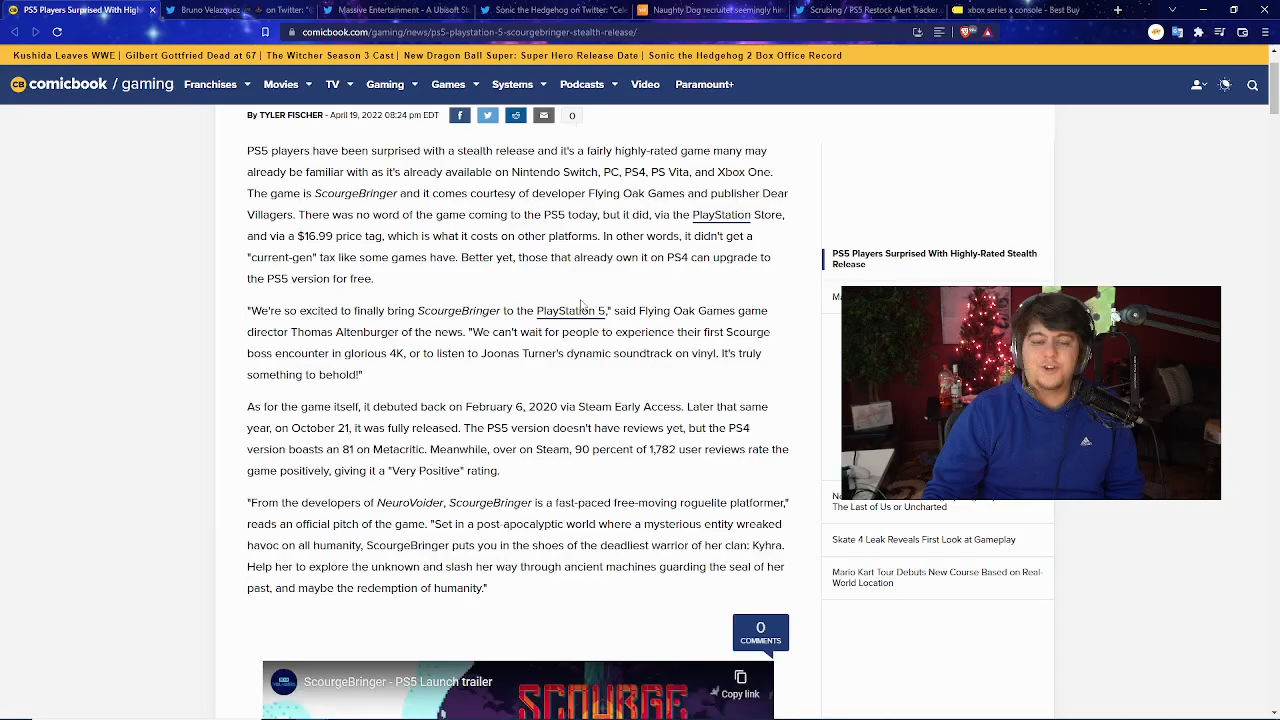 PS5 Players Surprised With High
Bruno Velazquez
on Twitter: "
Massive Entertainment - A Ubisoft Stu
Sonic the Hedgehog on Twitter: "Cele
Naughty Dog recruiter seemingly hin
Scrubing / PS5 Restock Alert Tracker
xbox series x console - Best Buy
comicbook.com/gaming/news/ps5-playstation-5-scourgebringer-stealth-release/
Kushida Leaves WWE | Gilbert Gottfried Dead at 67 | The Witcher Season 3 Cast | New Dragon Ball Super: Super Hero Release Date | Sonic the Hedgehog 2 Box Office Record
CB comicbook / gaming Franchises Movies TV Gaming Games Systems Podcasts Video Paramount+
By TYLER FISCHER - April 19, 2022 08:24 pm EDT
0
PS5 players have been surprised with a stealth release and it's a fairly highly-rated game many may
already be familiar with as it's already available on Nintendo Switch, PC, PS4, PS Vita, and Xbox One.
The game is ScourgeBringer and it comes courtesy of developer Flying Oak Games and publisher Dear
Villagers. There was no word of the game coming to the PS5 today, but it did, via the PlayStation Store,
and via a $16.99 price tag, which is what it costs on other platforms. In other words, it didn't get a
"current-gen" tax like some games have. Better yet, those that already own it on PS4 can upgrade to
the PS5 version for free.
"We're so excited to finally bring ScourgeBringer to the PlayStation 5," said Flying Oak Games game
director Thomas Altenburger of the news. "We can't wait for people to experience their first Scourge
boss encounter in glorious 4K, or to listen to Joonas Turner's dynamic soundtrack on vinyl. It's truly
something to behold!"
As for the game itself, it debuted back on February 6, 2020 via Steam Early Access. Later that same
year, on October 21, it was fully released. The PS5 version doesn't have reviews yet, but the PS4
version boasts an 81 on Metacritic. Meanwhile, over on Steam, 90 percent of 1,782 user reviews rate the
game positively, giving it a "Very Positive" rating.
"From the developers of NeuroVoider, ScourgeBringer is a fast-paced free-moving roguelite platformer,"
reads an official pitch of the game. "Set in a post-apocalyptic world where a mysterious entity wreaked
havoc on all humanity, ScourgeBringer puts you in the shoes of the deadliest warrior of her clan: Kyhra.
Help her to explore the unknown and slash her way through ancient machines guarding the seal of her
past, and maybe the redemption of humanity."
PS5 Players Surprised With Highly-Rated Stealth
Release
The Last of Us or Uncharted
Skate 4 Leak Reveals First Look at Gameplay
Mario Kart Tour Debuts New Course Based on Real-
World Location
0
COMMENTS
ScourgeBringer - PS5 Launch trailer
Copy link
SCOURGE